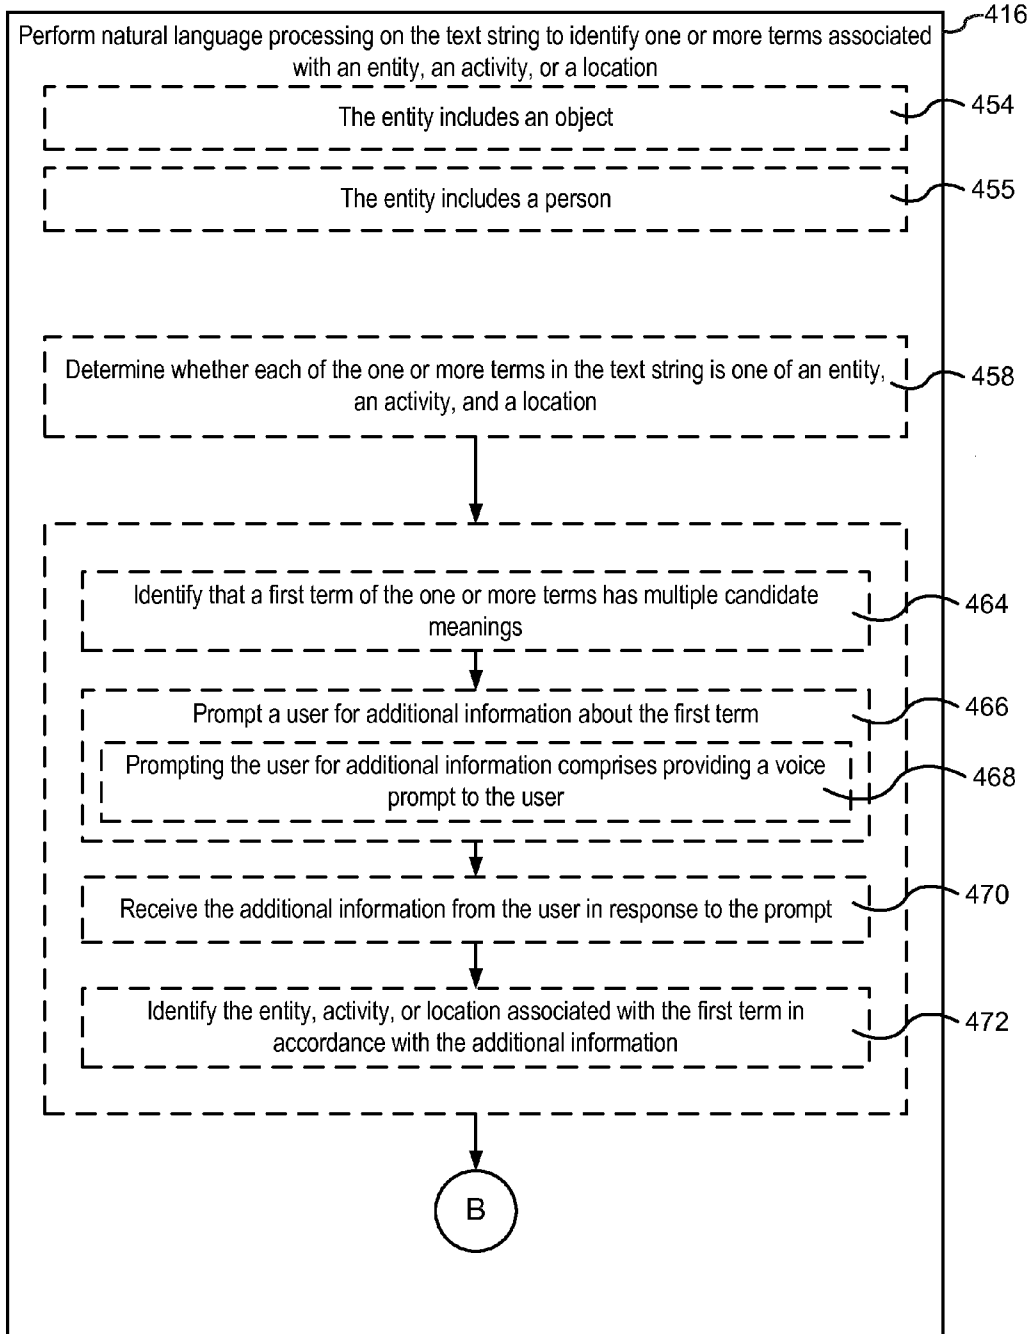 416
Perform natural language processing on the text string to identify one or more terms associated
with an entity, an activity, or a location
The entity includes an object
454
The entity includes a person
455
Determine whether each of the one or more terms in the text string is one of an entity,
an activity, and a location
458
Identify that a first term of the one or more terms has multiple candidate
meanings
464
Prompt a user for additional information about the first term
466
Prompting the user for additional information comprises providing a voice
prompt to the user
468
Receive the additional information from the user in response to the prompt
470
Identify the entity, activity, or location associated with the first term in
accordance with the additional information
472
B